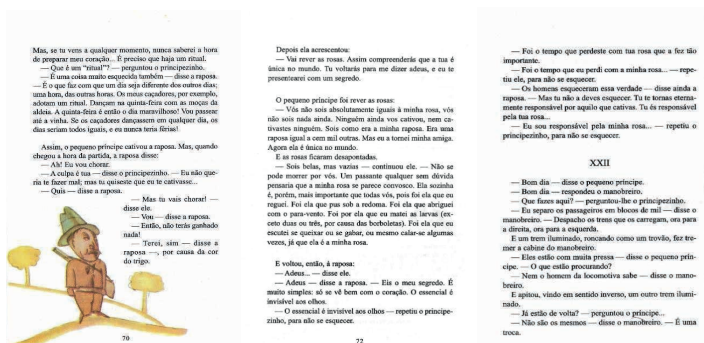 Mas, se tu vens a qualquer momento, nunca saberei a hora
de preparar meu coração... É preciso que haja um ritual.
— Que é um "ritual"? — perguntou o principezinho.
— É uma coisa muito esquecida também — disse a raposa.
— É o que faz com que um dia seja diferente dos outros dias;
uma hora, das outras horas. Os meus caçadores, por exemplo,
adotam um ritual. Dançam na quinta-feira com as moças da
aldeia. A quinta-feira é então o dia maravilhoso! Vou passear
até a vinha. Se os caçadores dançassem em qualquer dia, os
dias seriam todos iguais, e eu nunca teria férias!
Assim, o pequeno príncipe cativou a raposa. Mas, quando
chegou a hora da partida, a raposa disse:
— Ah! Eu vou chorar.
— A culpa é tua — disse o principezinho. — Eu não que-
ria te fazer mal; mas tu quiseste que eu te cativasse...
— Quis — disse a raposa.
— Mas tu vais chorar! —
disse ele.
— Vou — disse a raposa.
— Então, não terás ganhado
nada!
— Terei, sim — disse a
raposa —, por causa da cor
do trigo.
70
Depois ela acrescentou:
— Vai rever as rosas. Assim compreenderás que a tua é
única no mundo. Tu voltarás para me dizer adeus, e eu te
presentearei com um segredo.
O pequeno príncipe foi rever as rosas:
— Vós não sois absolutamente iguais à minha rosa, vós
não sois nada ainda. Ninguém ainda vos cativou, nem ca-
tivastes ninguém. Sois como era a minha raposa. Era uma
raposa igual a cem mil outras. Mas eu a tornei minha amiga.
Agora ela é única no mundo.
E as rosas ficaram desapontadas.
— Sois belas, mas vazias — continuou ele. — Não se
pode morrer por vós. Um passante qualquer sem dúvida
pensaria que a minha rosa se parece convosco. Ela sozinha
é, porém, mais importante que todas vós, pois foi ela que eu
reguei. Foi ela que pus sob a redoma. Foi ela que abriguei
com o para-vento. Foi por ela que eu matei as larvas (ex-
ceto duas ou três, por causa das borboletas). Foi ela que eu
escutei se queixar ou se gabar, ou mesmo calar-se algumas
vezes, já que ela é a minha rosa.
E voltou, então, à raposa:
— Adeus... — disse ele.
— Adeus — disse a raposa. — Eis o meu segredo. É
muito simples: só se vê bem com o coração. O essencial é
invisível aos olhos.
— O essencial é invisível aos olhos — repetiu o principe-
zinho, para não se esquecer.
72
— Foi o tempo que perdeste com tua rosa que a fez tão
importante.
— Foi o tempo que eu perdi com a minha rosa... — repe-
tiu ele, para não se esquecer.
— Os homens esqueceram essa verdade — disse ainda a
raposa. — Mas tu não a deves esquecer. Tu te tornas eterna-
mente responsável por aquilo que cativas. Tu és responsável
pela tua rosa...
— Eu sou responsável pela minha rosa... — repetiu o
principezinho, para não se esquecer.
XXII
— Bom dia — disse o pequeno príncipe.
— Bom dia — respondeu o manobreiro.
— Que fazes aqui? — perguntou-lhe o principezinho.
— Eu separo os passageiros em blocos de mil — disse o
manobreiro. — Despacho os trens que os carregam, ora para
a direita, ora para a esquerda.
E um trem iluminado, roncando como um trovão, fez tre-
mer a cabine do manobreiro.
— Eles estão com muita pressa — disse o pequeno prín-
cipe. — O que estão procurando?
— Nem o homem da locomotiva sabe — disse o mano-
breiro.
E apitou, vindo em sentido inverso, um outro trem ilumi-
nado.
— Já estão de volta? — perguntou o príncipe...
— Não são os mesmos — disse o manobreiro. — É uma
troca.